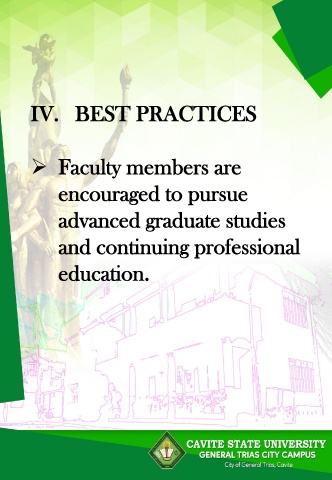 IV. BEST PRACTICES
➢ Faculty members are
encouraged to pursue
advanced graduate studies
and continuing professional
education.
CAVITE STATE UNIVERSITY
GENERAL TRIAS CITY CAMPUS
City of General Trias, Cavite